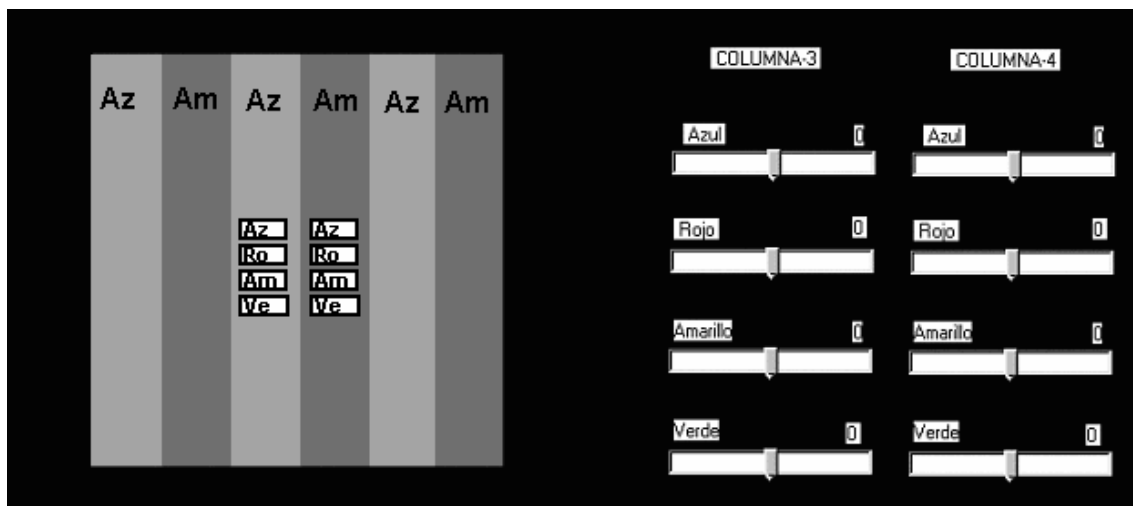 Az Am Az Am Az Am
Az Az
Ro Ro
Am Am
Ve Ve
COLUMNA-3 COLUMNA-4
Azul 0 Azul 0
Rojo 0 Rojo 0
Amarillo 0 Amarillo 0
Verde 0 Verde 0